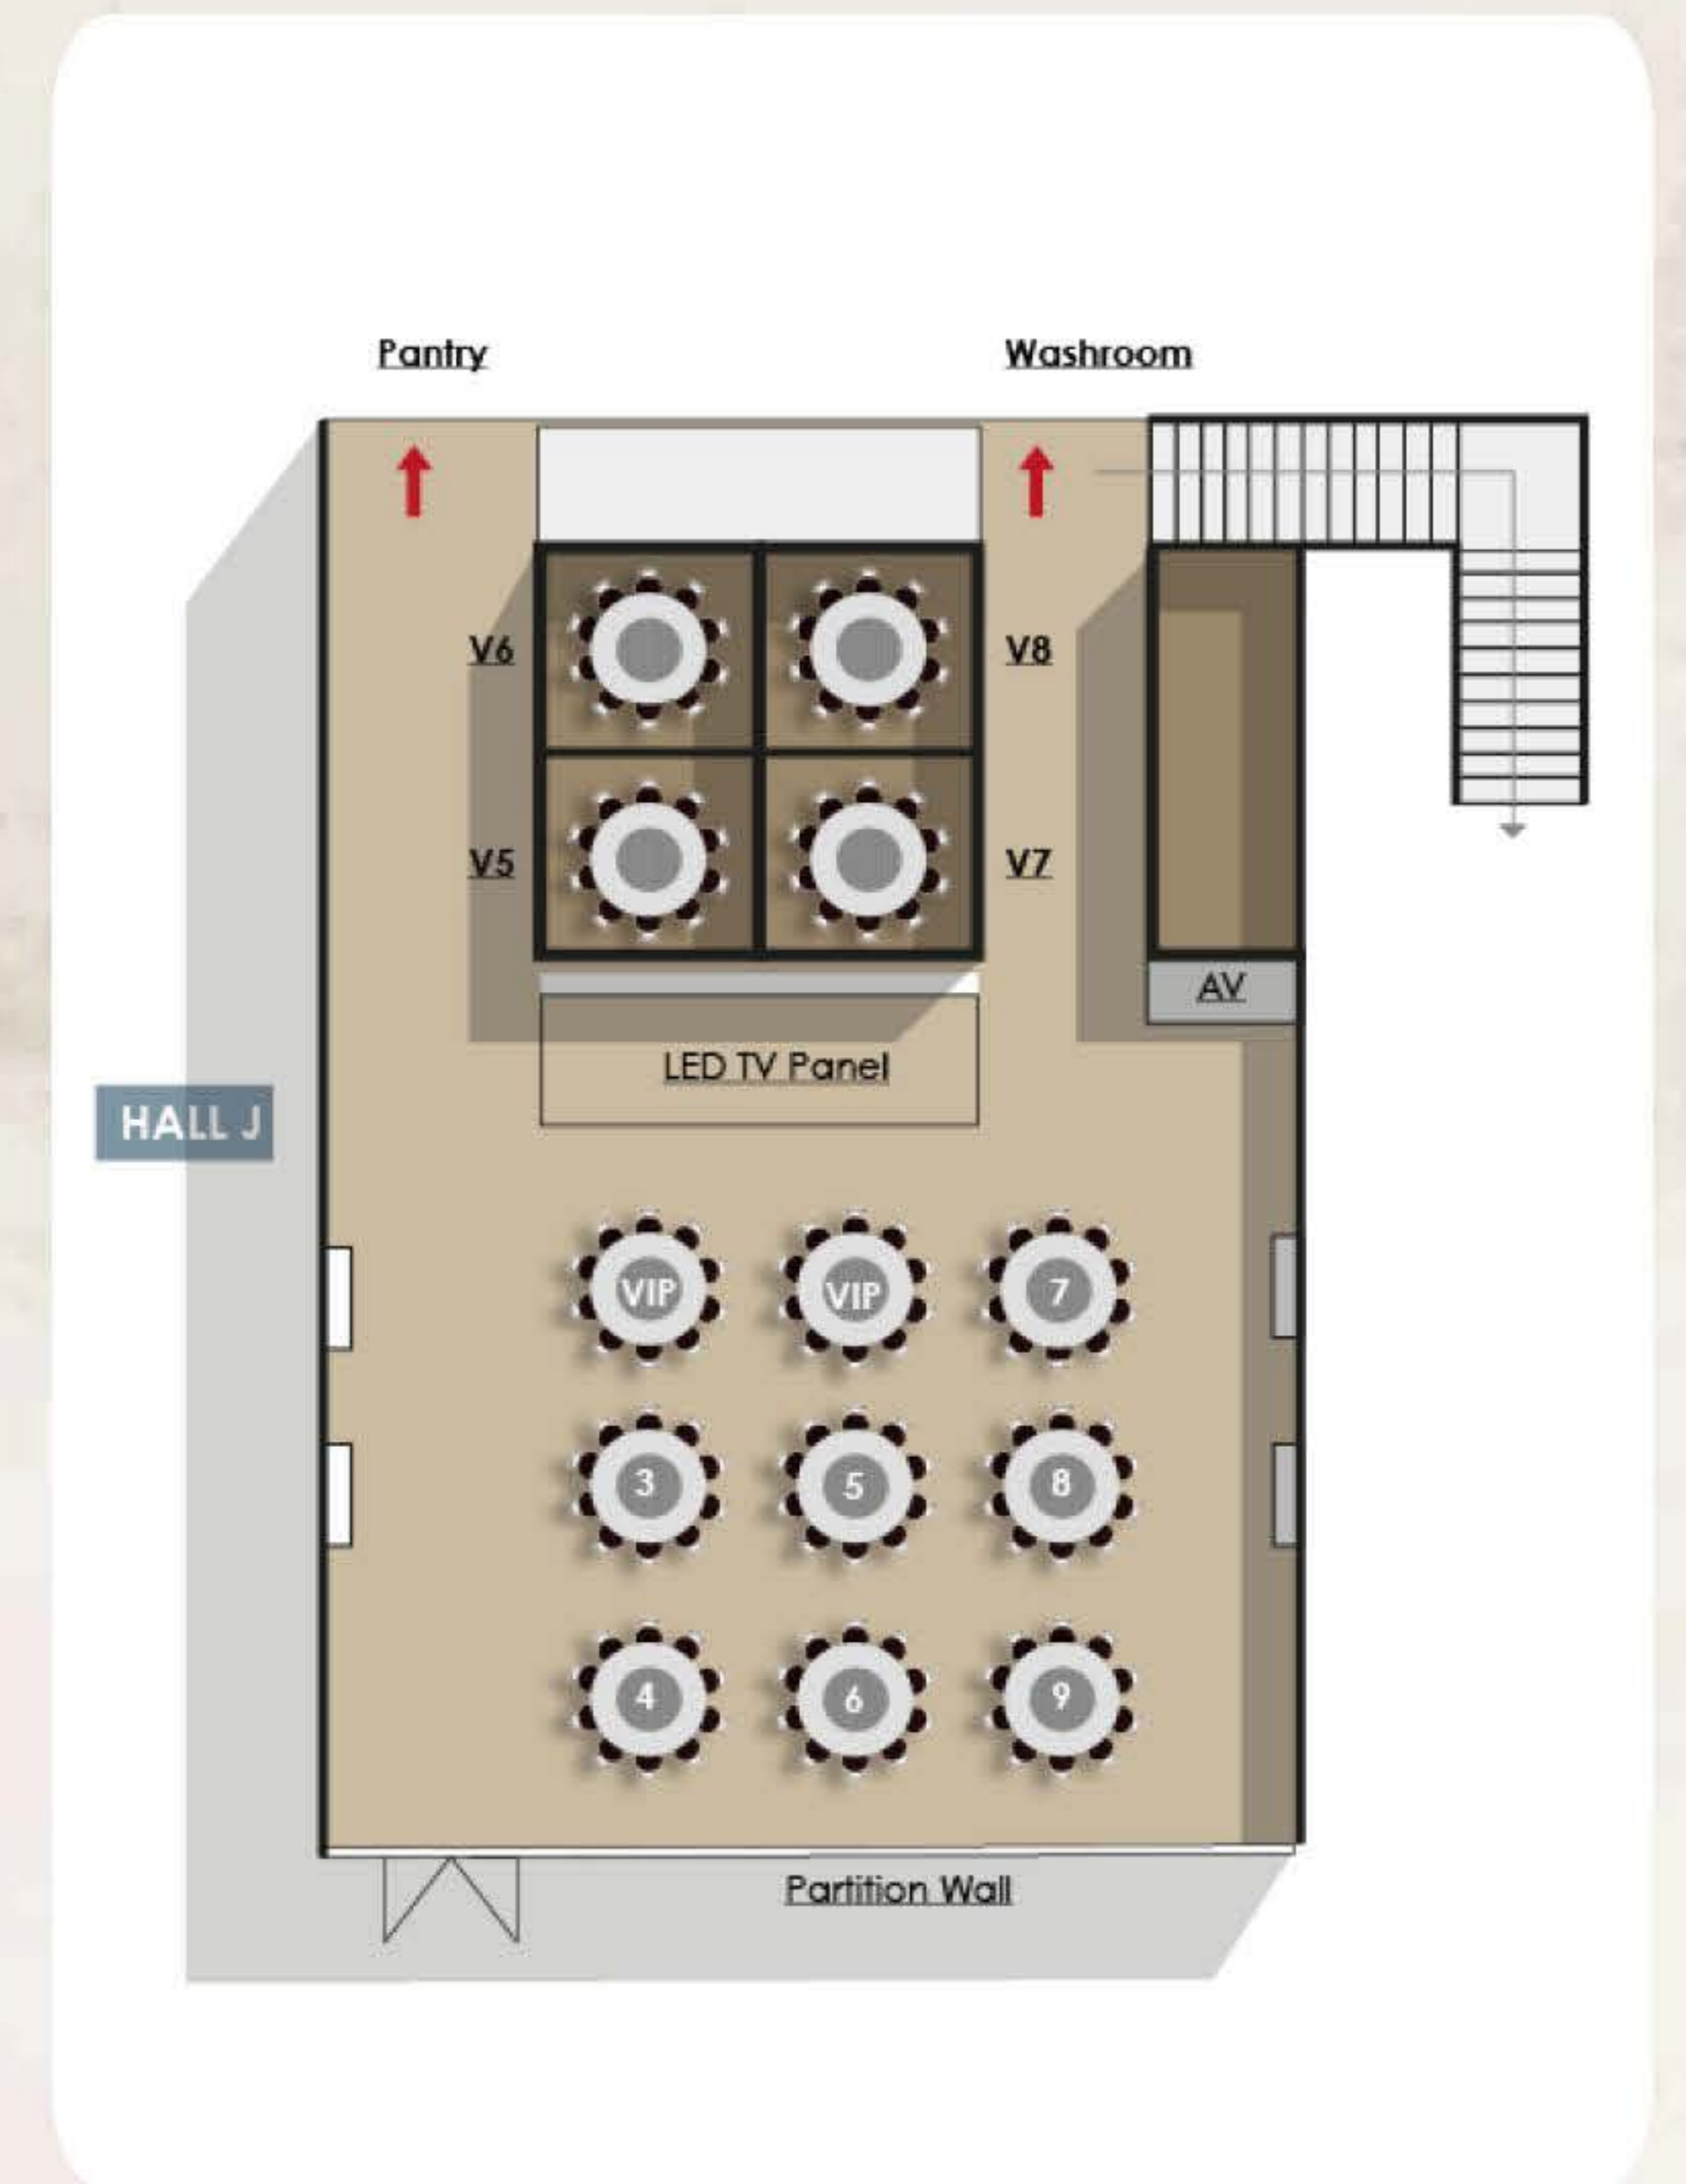 Pantry
Washroom
V6
V8
V5
V7
AV
LED TV Panel
HALL J
VIP
VIP
7
3
5
8
4
6
9
Partition Wall